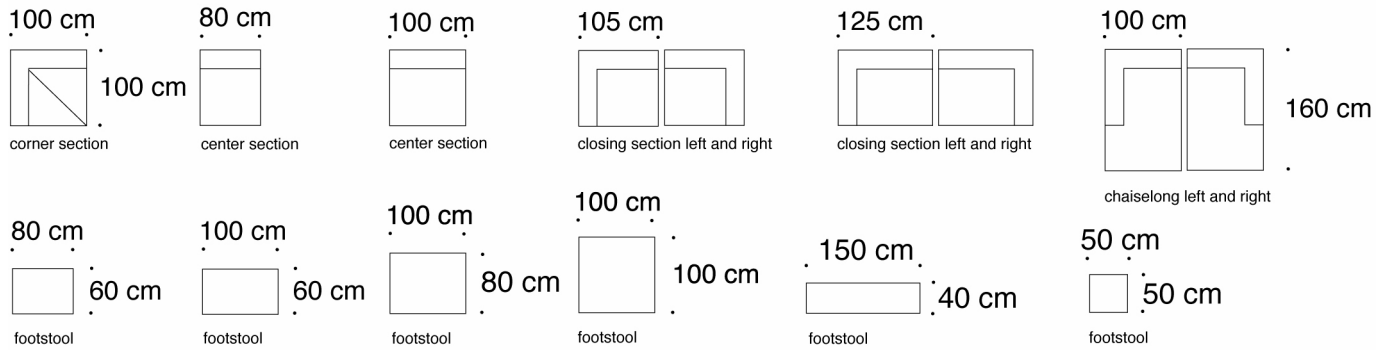 100 cm
100 cm
corner section
80 cm
center section
100 cm
center section
105 cm
closing section left and right
125 cm
closing section left and right
100 cm
160 cm
chaiselong left and right
80 cm
60 cm
footstool
100 cm
60 cm
footstool
100 cm
80 cm
footstool
100 cm
100 cm
footstool
150 cm
40 cm
footstool
50 cm
50 cm
footstool